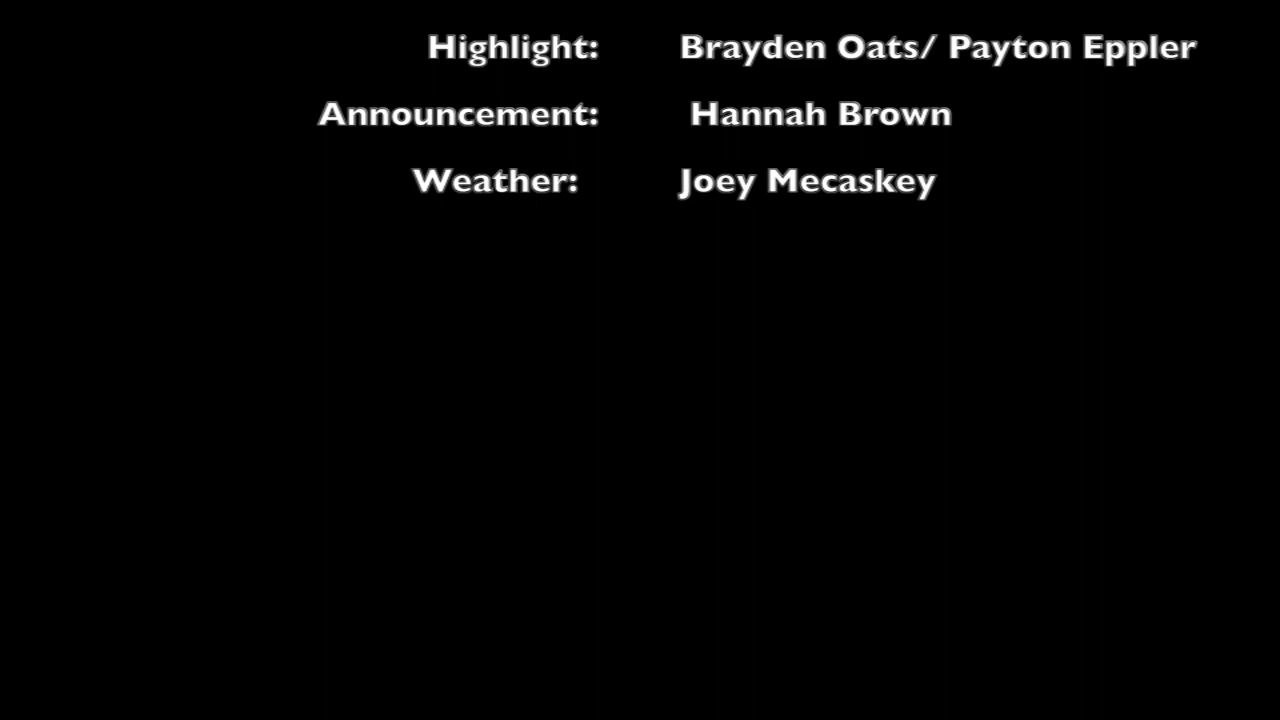 Highlight: Brayden Oats/ Payton Eppler
Announcement: Hannah Brown
Weather: Joey Mecaskey